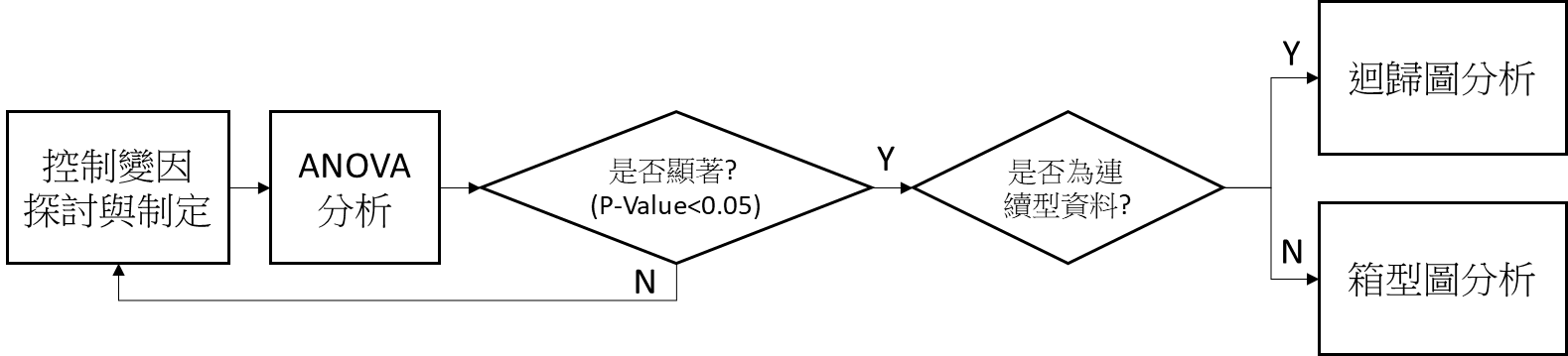 控制變因
探討與制定
ANOVA
分析
是否顯著?
(P-Value<0.05)
Y
N
是否為連
續型資料?
Y
迴歸圖分析
N
箱型圖分析